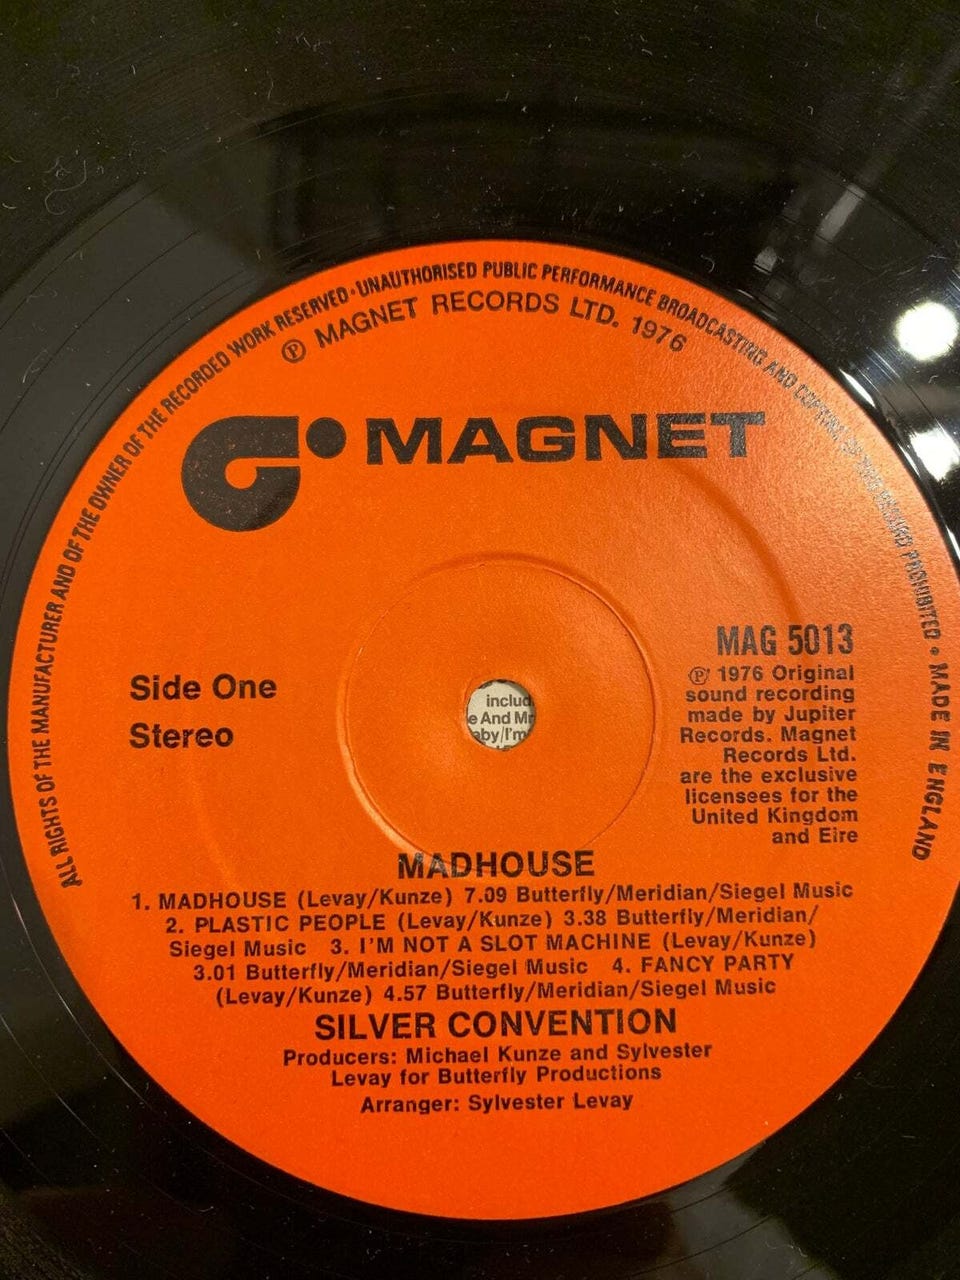 ALL RIGHTS OF THE MANUFACTURER AND OF THE OWNER OF THE RECORDED WORK RESERVED · UNAUTHORISED PUBLIC PERFORMANCE BROADCASTING AND COPYING OF THIS RECORD PROHIBITED • MADE IN ENGLAND
Ⓟ MAGNET RECORDS LTD. 1976
MAGNET
MAG 5013
Ⓟ 1976 Original
sound recording
made by Jupiter
Records. Magnet
Records Ltd.
are the exclusive
licensees for the
United Kingdom
and Eire
Side One
Stereo
includ
e And Mr
aby/I'm
MADHOUSE
1. MADHOUSE (Levay/Kunze) 7.09 Butterfly/Meridian/Siegel Music
2. PLASTIC PEOPLE (Levay/Kunze) 3.38 Butterfly/Meridian/
Siegel Music 3. I'M NOT A SLOT MACHINE (Levay/Kunze)
3.01 Butterfly/Meridian/Siegel Music 4. FANCY PARTY
(Levay/Kunze) 4.57 Butterfly/Meridian/Siegel Music
SILVER CONVENTION
Producers: Michael Kunze and Sylvester
Levay for Butterfly Productions
Arranger: Sylvester Levay